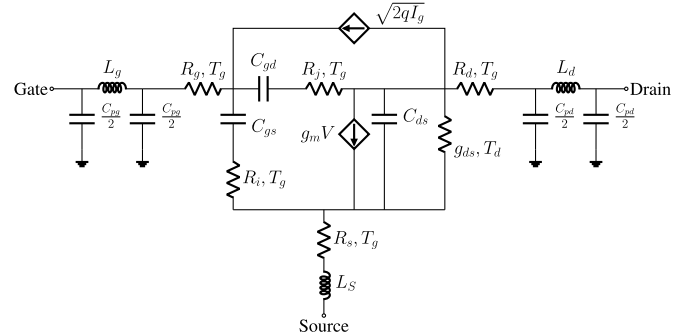 √2qI_g
C_gd
L_g
R_g, T_g
R_j, T_g
R_d, T_g
L_d
Gate
Drain
C_pg/2
C_pg/2
C_gs
g_mV
C_ds
C_pd/2
C_pd/2
g_ds, T_d
R_i, T_g
R_s, T_g
L_S
Source